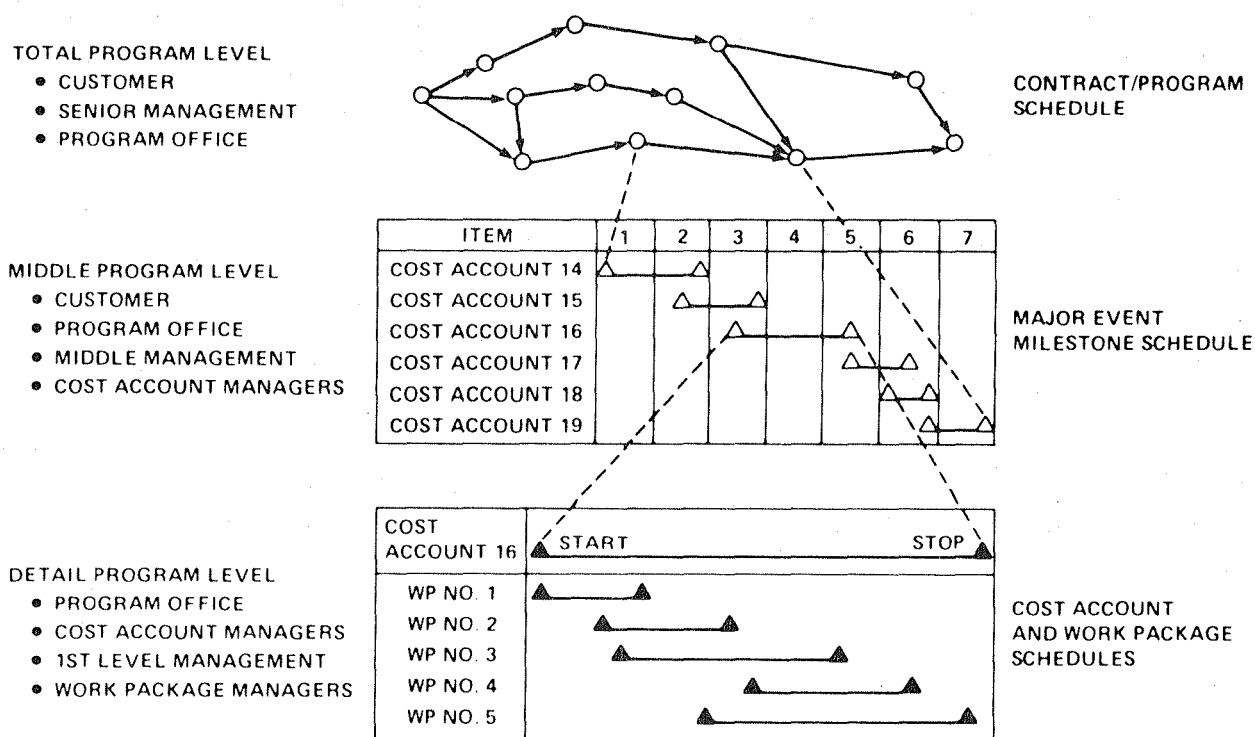 TOTAL PROGRAM LEVEL
• CUSTOMER
• SENIOR MANAGEMENT
• PROGRAM OFFICE
CONTRACT/PROGRAM
SCHEDULE
ITEM 1 2 3 4 5 6 7
COST ACCOUNT 14
COST ACCOUNT 15
COST ACCOUNT 16
COST ACCOUNT 17
COST ACCOUNT 18
COST ACCOUNT 19
MIDDLE PROGRAM LEVEL
• CUSTOMER
• PROGRAM OFFICE
• MIDDLE MANAGEMENT
• COST ACCOUNT MANAGERS
MAJOR EVENT
MILESTONE SCHEDULE
COST
ACCOUNT 16
START STOP
WP NO. 1
WP NO. 2
WP NO. 3
WP NO. 4
WP NO. 5
DETAIL PROGRAM LEVEL
• PROGRAM OFFICE
• COST ACCOUNT MANAGERS
• 1ST LEVEL MANAGEMENT
• WORK PACKAGE MANAGERS
COST ACCOUNT
AND WORK PACKAGE
SCHEDULES